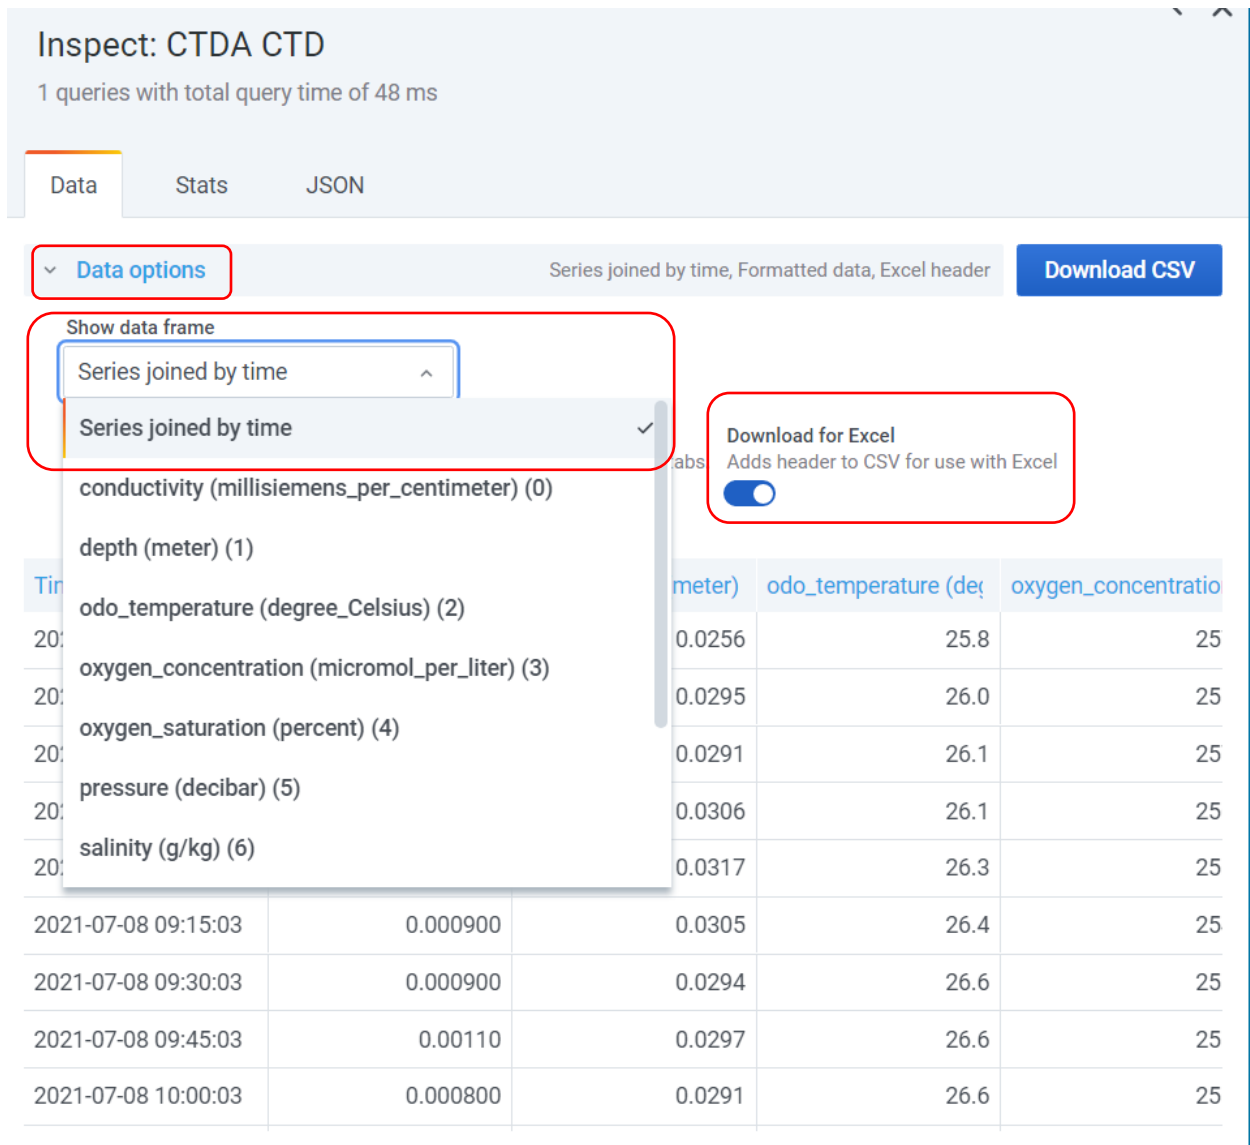 Inspect: CTDA CTD
1 queries with total query time of 48 ms
Data Stats JSON
Data options Series joined by time, Formatted data, Excel header Download CSV
Show data frame
Series joined by time
Series joined by time
Download for Excel
Adds header to CSV for use with Excel
conductivity (millisiemens_per_centimeter) (0)
depth (meter) (1)
meter) odo_temperature (deg oxygen_concentratio
odo_temperature (degree_Celsius) (2)
0.0256 25.8 25
oxygen_concentration (micromol_per_liter) (3)
0.0295 26.0 25
oxygen_saturation (percent) (4)
0.0291 26.1 25
pressure (decibar) (5)
0.0306 26.1 25
salinity (g/kg) (6)
0.0317 26.3 25
2021-07-08 09:15:03 0.000900 0.0305 26.4 25
2021-07-08 09:30:03 0.000900 0.0294 26.6 25
2021-07-08 09:45:03 0.00110 0.0297 26.6 25
2021-07-08 10:00:03 0.000800 0.0291 26.6 25